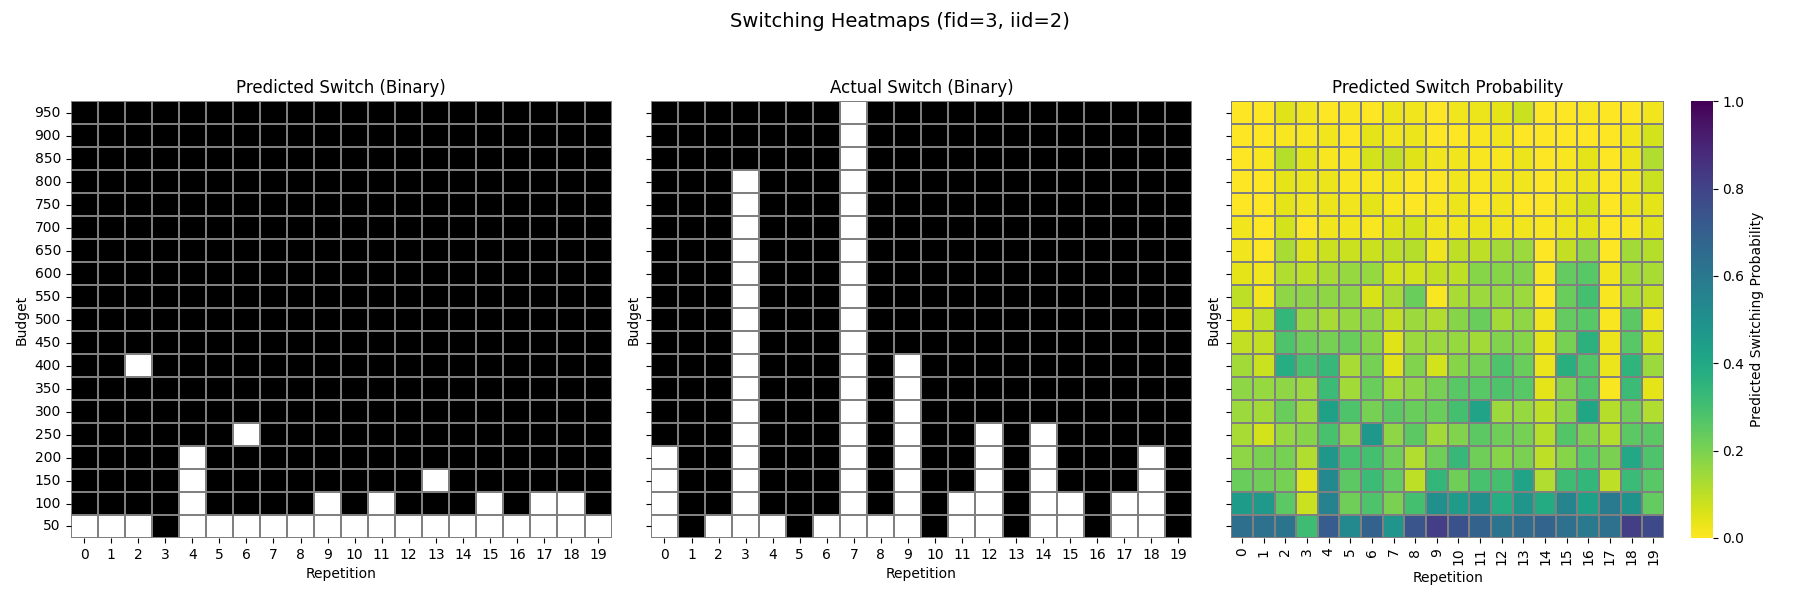 Switching Heatmaps (fid=3, iid=2)
Predicted Switch (Binary)
Budget
950
900
850
800
750
700
650
600
550
500
450
400
350
300
250
200
150
100
50
0 1 2 3 4 5 6 7 8 9 10 11 12 13 14 15 16 17 18 19
Repetition
Actual Switch (Binary)
Budget
0 1 2 3 4 5 6 7 8 9 10 11 12 13 14 15 16 17 18 19
Repetition
Predicted Switch Probability
Budget
0 1 2 3 4 5 6 7 8 9 10 11 12 13 14 15 16 17 18 19
Repetition
1.0
0.8
0.6
0.4
0.2
0.0
Predicted Switching Probability